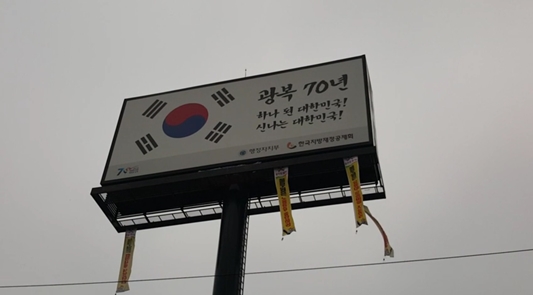 광복 70년
하나 된 대한민국!
신나는 대한민국!
행정자치부 한국지방재정공제회